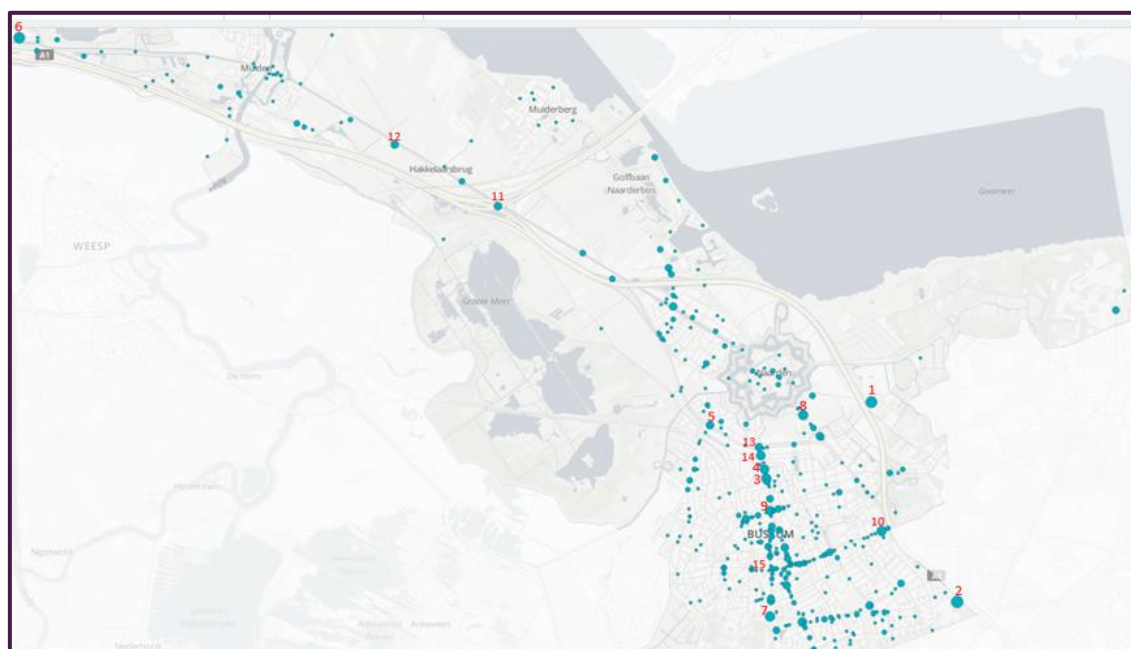 6
A1
Muiden
Muiderberg
12
Hakkelaarsbrug
Golfbaan
Naarderbos
11
Gooimeer
WEESP
Groote Meer
Naarden
1
8
5
13
14
4
3
9
10
BUSSUM
15
2
7
Ankeveen